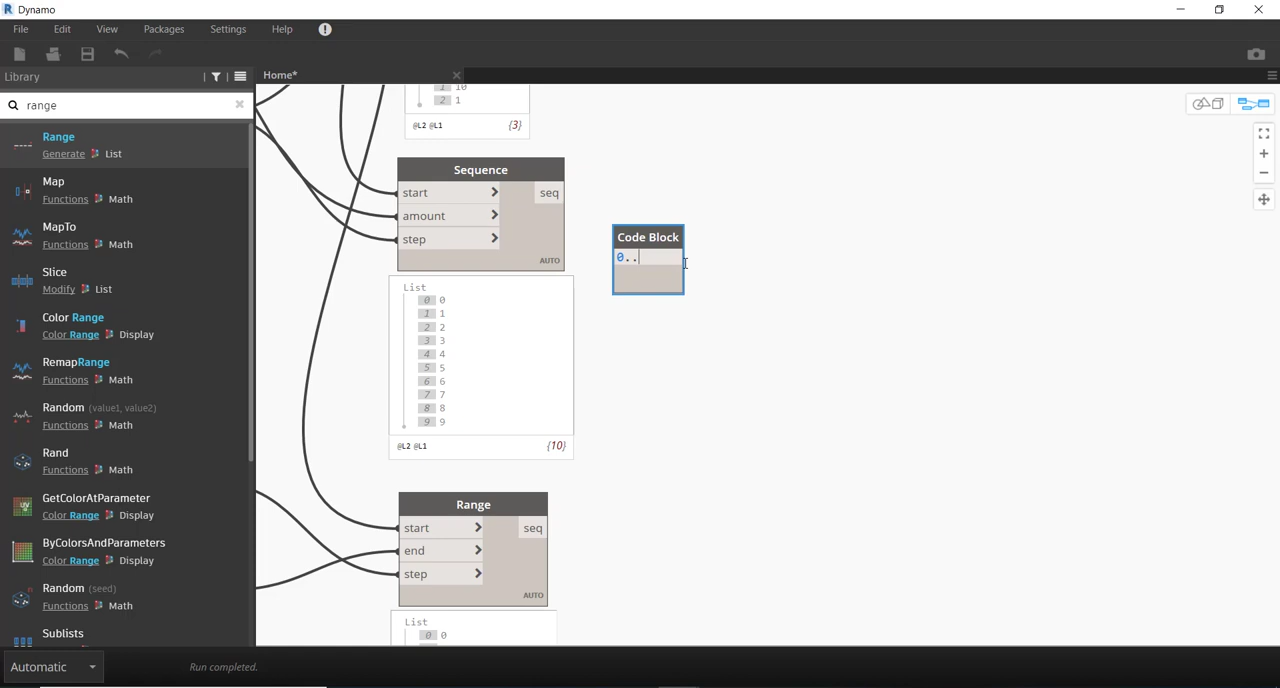 Dynamo
File Edit View Packages Settings Help
Library
Home*
range
Range
Generate List
Map
Functions Math
MapTo
Functions Math
Slice
Modify List
Color Range
Color Range Display
RemapRange
Functions Math
Random (value1, value2)
Functions Math
Rand
Functions Math
GetColorAtParameter
Color Range Display
ByColorsAndParameters
Color Range Display
Random (seed)
Functions Math
Sublists
1 10
2 1
@L2 @L1 {3}
Sequence
start > seq
amount >
step >
AUTO
List
0 0
1 1
2 2
3 3
4 4
5 5
6 6
7 7
8 8
9 9
@L2 @L1 {10}
Range
start > seq
end >
step >
AUTO
List
0 0
Code Block
0..
Automatic
Run completed.